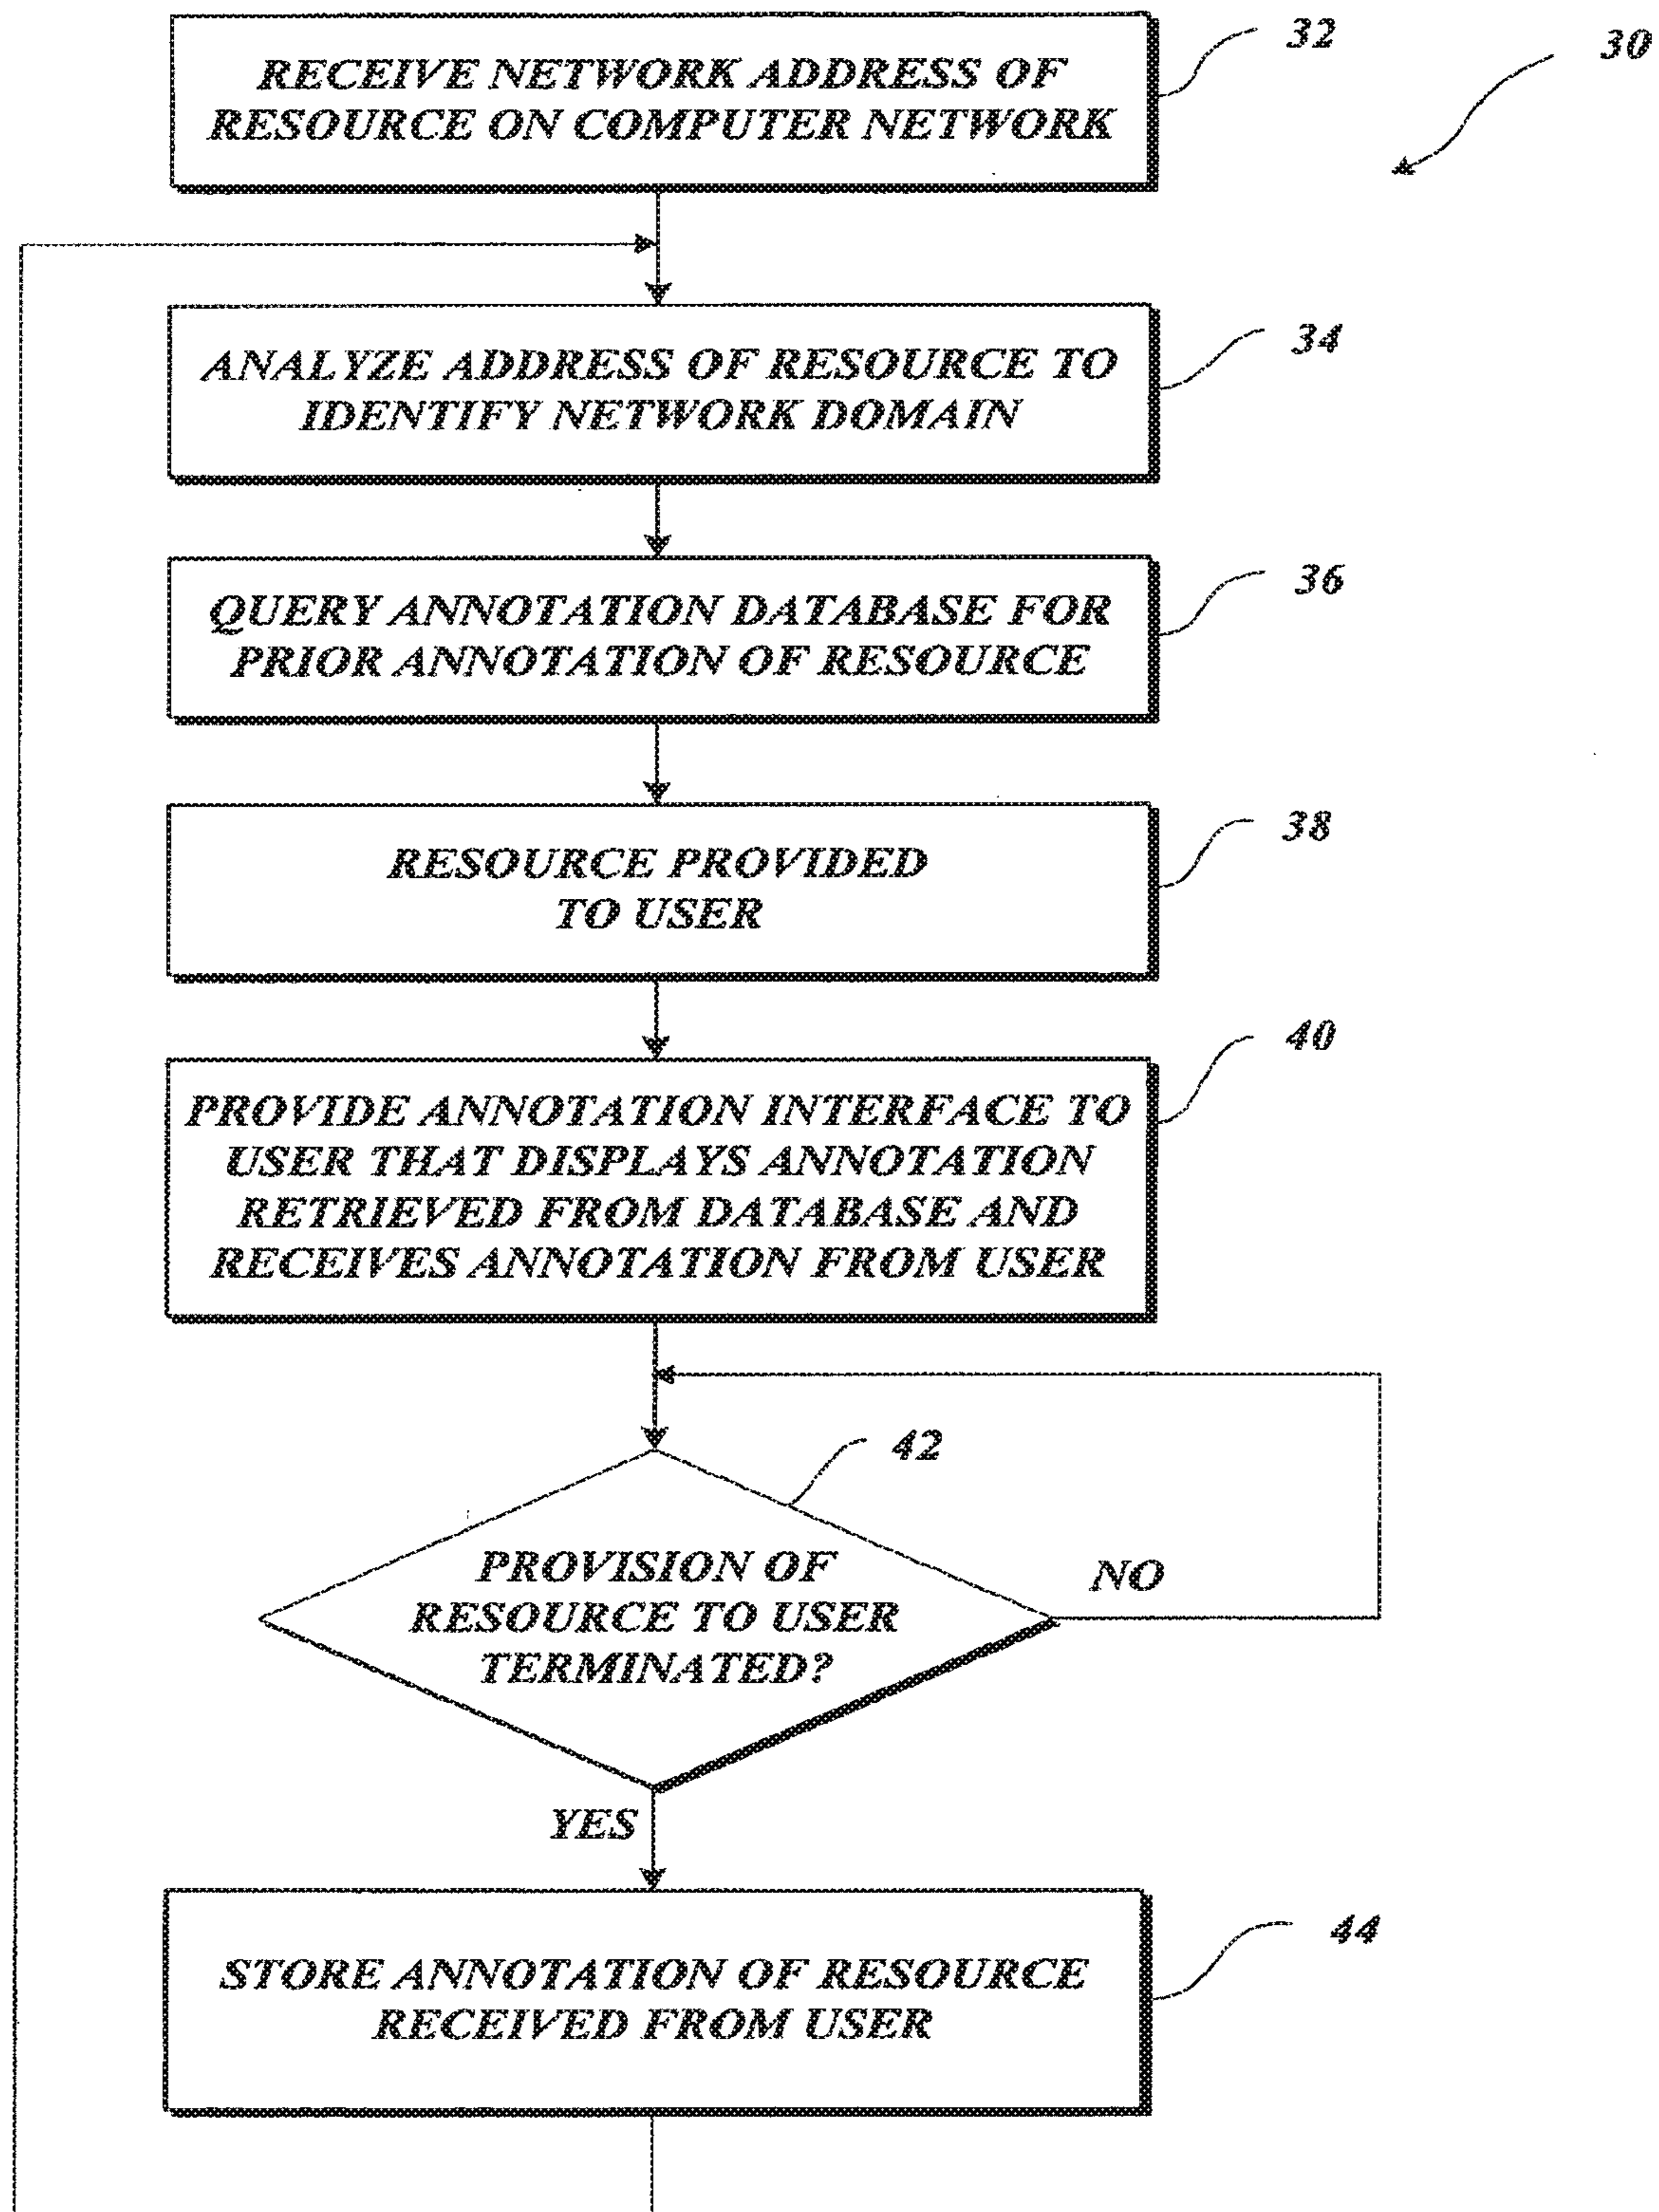 32
30
RECEIVE NETWORK ADDRESS OF
RESOURCE ON COMPUTER NETWORK
34
ANALYZE ADDRESS OF RESOURCE TO
IDENTIFY NETWORK DOMAIN
36
QUERY ANNOTATION DATABASE FOR
PRIOR ANNOTATION OF RESOURCE
38
RESOURCE PROVIDED
TO USER
40
PROVIDE ANNOTATION INTERFACE TO
USER THAT DISPLAYS ANNOTATION
RETRIEVED FROM DATABASE AND
RECEIVES ANNOTATION FROM USER
42
PROVISION OF
RESOURCE TO USER
TERMINATED?
NO
YES
44
STORE ANNOTATION OF RESOURCE
RECEIVED FROM USER